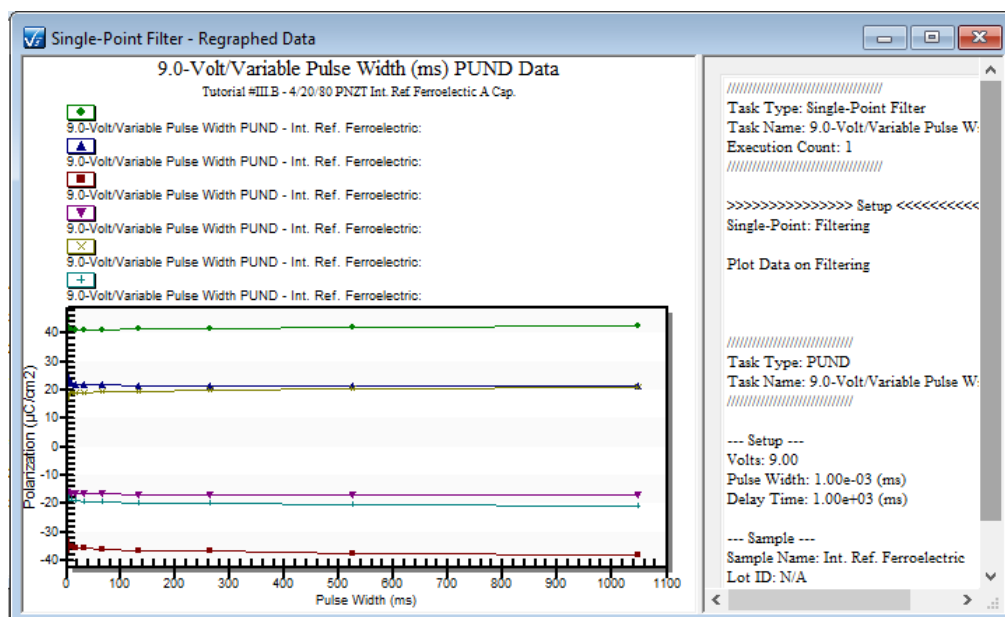 Single-Point Filter - Regraphed Data
9.0-Volt/Variable Pulse Width (ms) PUND Data
Tutorial #III.B - 4/20/80 PNZT Int. Ref Ferroelectic A Cap.
9.0-Volt/Variable Pulse Width PUND - Int. Ref. Ferroelectric:
9.0-Volt/Variable Pulse Width PUND - Int. Ref. Ferroelectric:
9.0-Volt/Variable Pulse Width PUND - Int. Ref. Ferroelectric:
9.0-Volt/Variable Pulse Width PUND - Int. Ref. Ferroelectric:
9.0-Volt/Variable Pulse Width PUND - Int. Ref. Ferroelectric:
9.0-Volt/Variable Pulse Width PUND - Int. Ref. Ferroelectric:
Polarization (µC/cm2)
40
30
20
10
0
-10
-20
-30
-40
0 100 200 300 400 500 600 700 800 900 1000 1100
Pulse Width (ms)
/////////////////////////////////////
Task Type: Single-Point Filter
Task Name: 9.0-Volt/Variable Pulse W
Execution Count: 1
/////////////////////////////////////
>>>>>>>>>>>>>>> Setup <<<<<<<<<<
Single-Point: Filtering
Plot Data on Filtering
//////////////////////////////
Task Type: PUND
Task Name: 9.0-Volt/Variable Pulse W
//////////////////////////////
--- Setup ---
Volts: 9.00
Pulse Width: 1.00e-03 (ms)
Delay Time: 1.00e+03 (ms)
--- Sample ---
Sample Name: Int. Ref. Ferroelectric
Lot ID: N/A